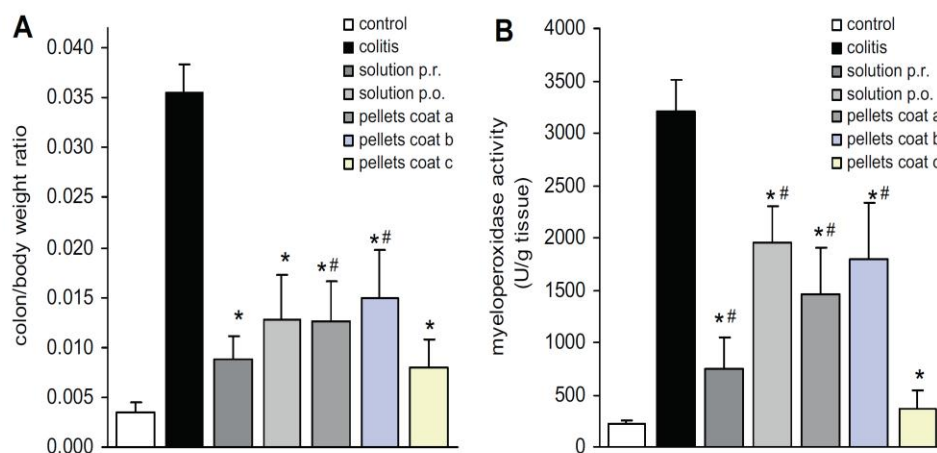 A
control
colitis
solution p.r.
solution p.o.
pellets coat a
pellets coat b
pellets coat c
colon/body weight ratio
0.040
0.035
0.030
0.025
0.020
0.015
0.010
0.005
0.000
*
*
*#
*#
*
B
control
colitis
solution p.r.
solution p.o.
pellets coat a
pellets coat b
pellets coat c
myeloperoxidase activity
(U/g tissue)
4000
3500
3000
2500
2000
1500
1000
500
0
*#
*#
*#
*#
*